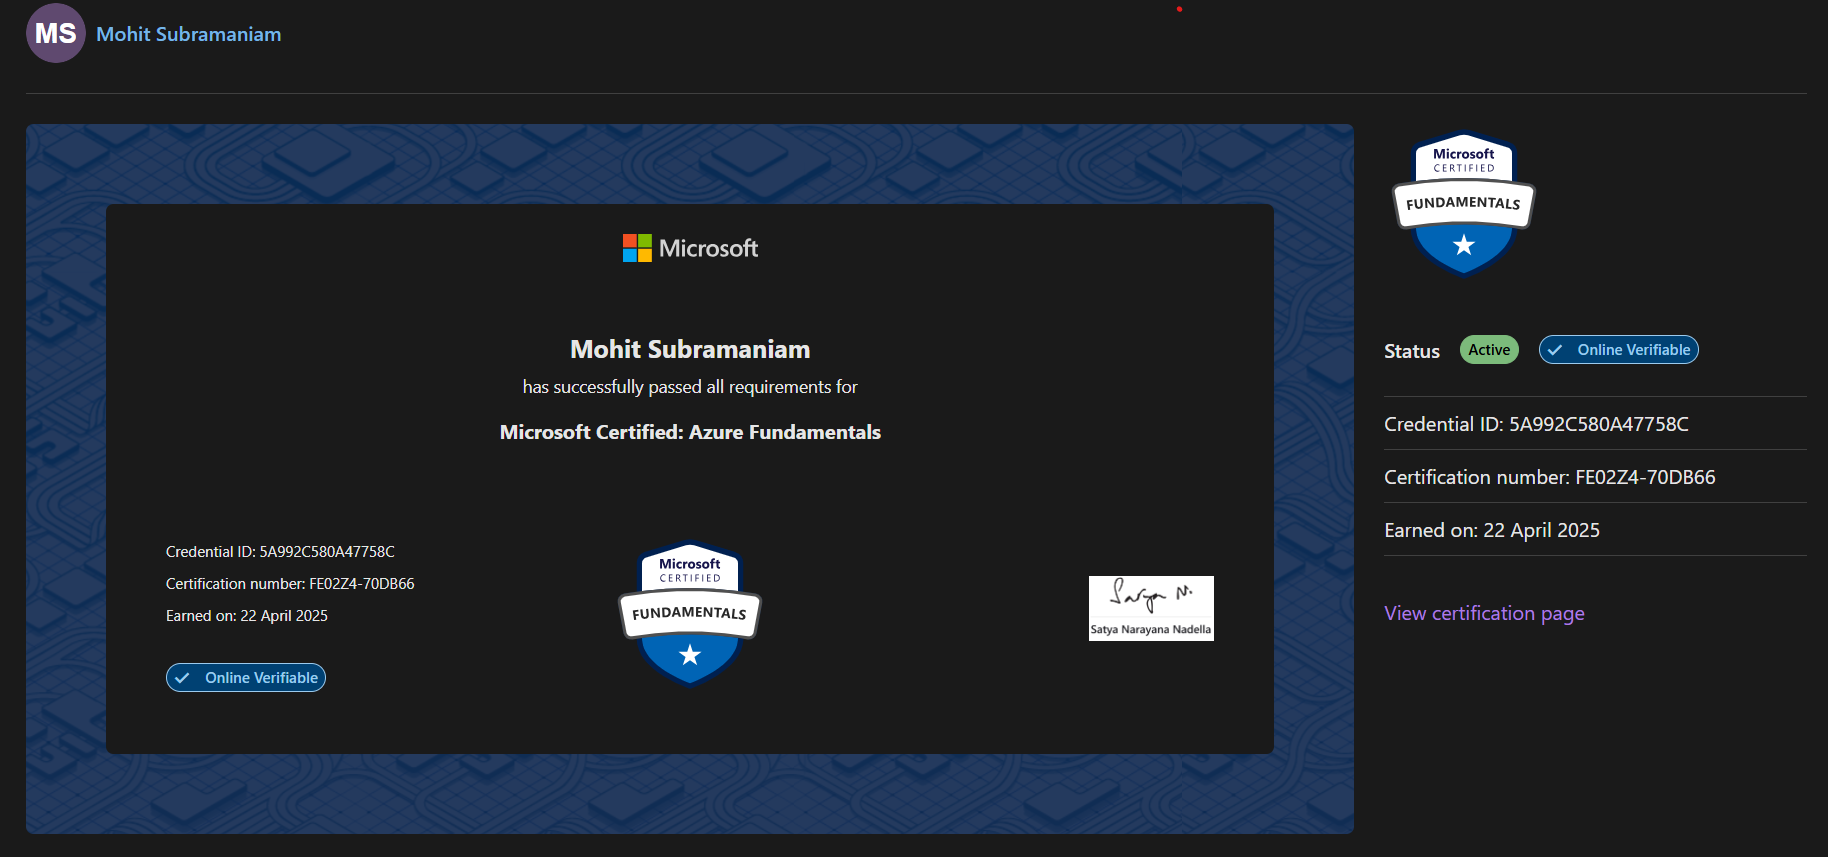 MS Mohit Subramaniam
Microsoft
Mohit Subramaniam
has successfully passed all requirements for
Microsoft Certified: Azure Fundamentals
Credential ID: 5A992C580A47758C
Certification number: FE02Z4-70DB66
Earned on: 22 April 2025
Online Verifiable
Microsoft
CERTIFIED
FUNDAMENTALS
Satya N.
Satya Narayana Nadella
Microsoft
CERTIFIED
FUNDAMENTALS
Status Active Online Verifiable
Credential ID: 5A992C580A47758C
Certification number: FE02Z4-70DB66
Earned on: 22 April 2025
View certification page